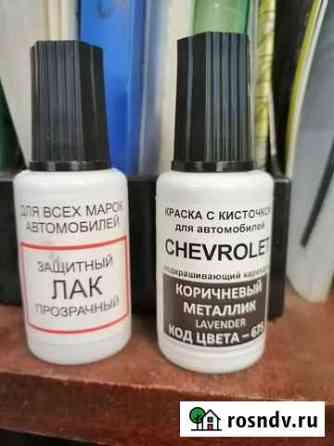 ДЛЯ ВСЕХ МАРОК
АВТОМОБИЛЕЙ
ЗАЩИТНЫЙ
ЛАК
ПРОЗРАЧНЫЙ
КРАСКА С КИСТОЧКОЙ
для автомобилей
CHEVROLET
подкрашивающий карандаш
КОРИЧНЕВЫЙ
МЕТАЛЛИК
LAVENDER
КОД ЦВЕТА –
rosndv.ru